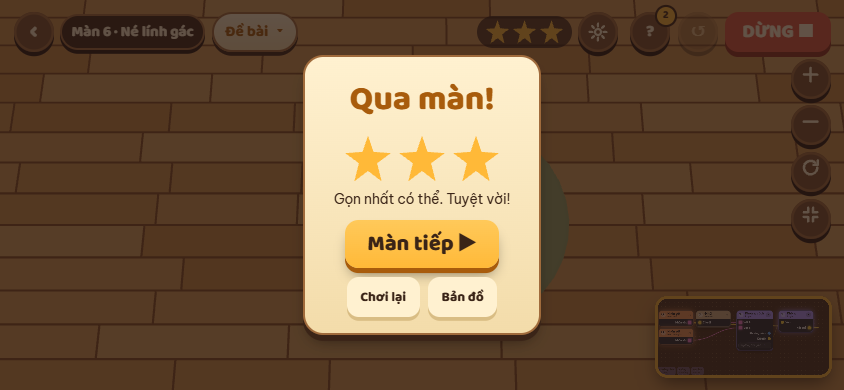 Màn 6 · Né lính gác
Đề bài
2
?
DỪNG
Qua màn!
Gọn nhất có thể. Tuyệt vời!
Màn tiếp ▶
Chơi lại
Bản đồ